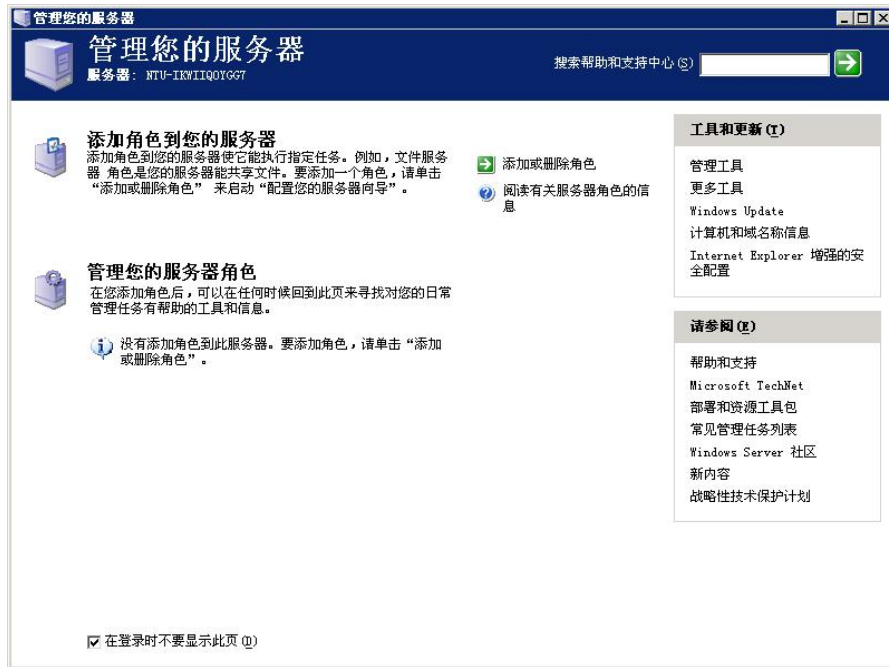 管理您的服务器
管理您的服务器
服务器: NTU-IKWIIQOYGG7
搜索帮助和支持中心(S)
添加角色到您的服务器
添加角色到您的服务器使它能执行指定任务。例如，文件服务
器 角色是您的服务器能共享文件。要添加一个角色，请单击
“添加或删除角色” 来启动“配置您的服务器向导”。
添加或删除角色
阅读有关服务器角色的信
息
管理您的服务器角色
在您添加角色后，可以在任何时候回到此页来寻找对您的日常
管理任务有帮助的工具和信息。
没有添加角色到此服务器。要添加角色，请单击“添加
或删除角色”。
工具和更新(T)
管理工具
更多工具
Windows Update
计算机和域名称信息
Internet Explorer 增强的安
全配置
请参阅(E)
帮助和支持
Microsoft TechNet
部署和资源工具包
常见管理任务列表
Windows Server 社区
新内容
战略性技术保护计划
在登录时不要显示此页(D)